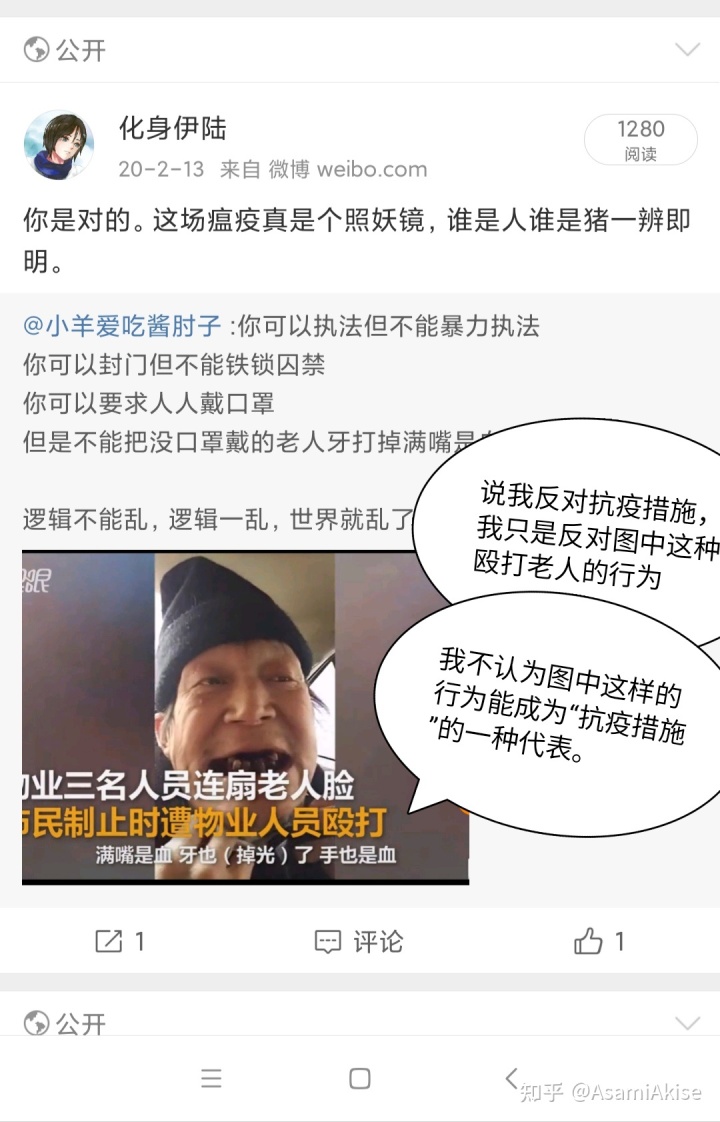 公开
化身伊陆
20-2-13 来自 微博 weibo.com
1280
阅读
你是对的。这场瘟疫真是个照妖镜，谁是人谁是猪一辨即
明。
@小羊爱吃酱肘子 :你可以执法但不能暴力执法
你可以封门但不能铁锁囚禁
你可以要求人人戴口罩
但是不能把没口罩戴的老人牙打掉满嘴是
逻辑不能乱，逻辑一乱，世界就乱了
说我反对抗疫措施，
我只是反对图中这种
殴打老人的行为
我不认为图中这样的
行为能成为“抗疫措施
”的一种代表。
业三名人员连扇老人脸
民制止时遭物业人员殴打
满嘴是血 牙也（掉光）了 手也是血
1
评论
1
公开
知乎 @AsamiAkise